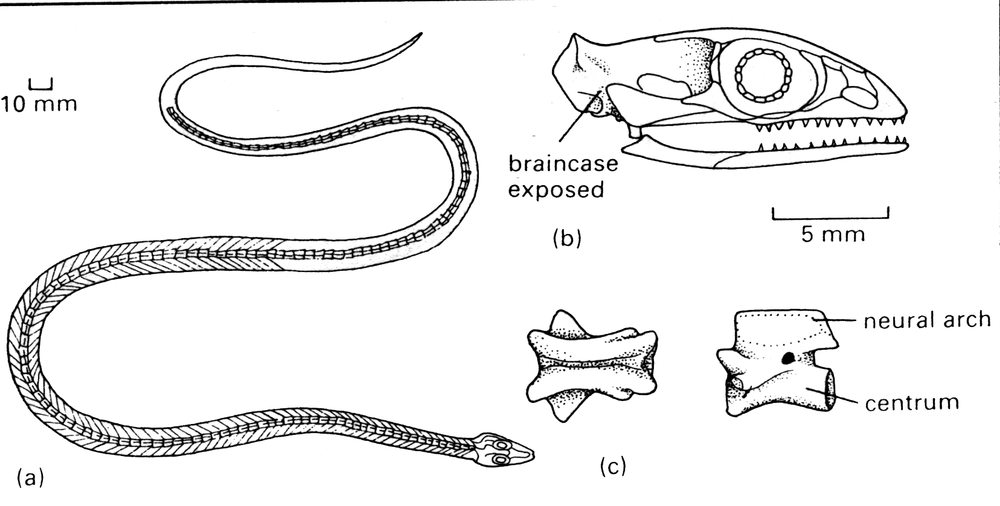 10 mm
braincase
exposed
(b)
5 mm
neural arch
centrum
(a)
(c)